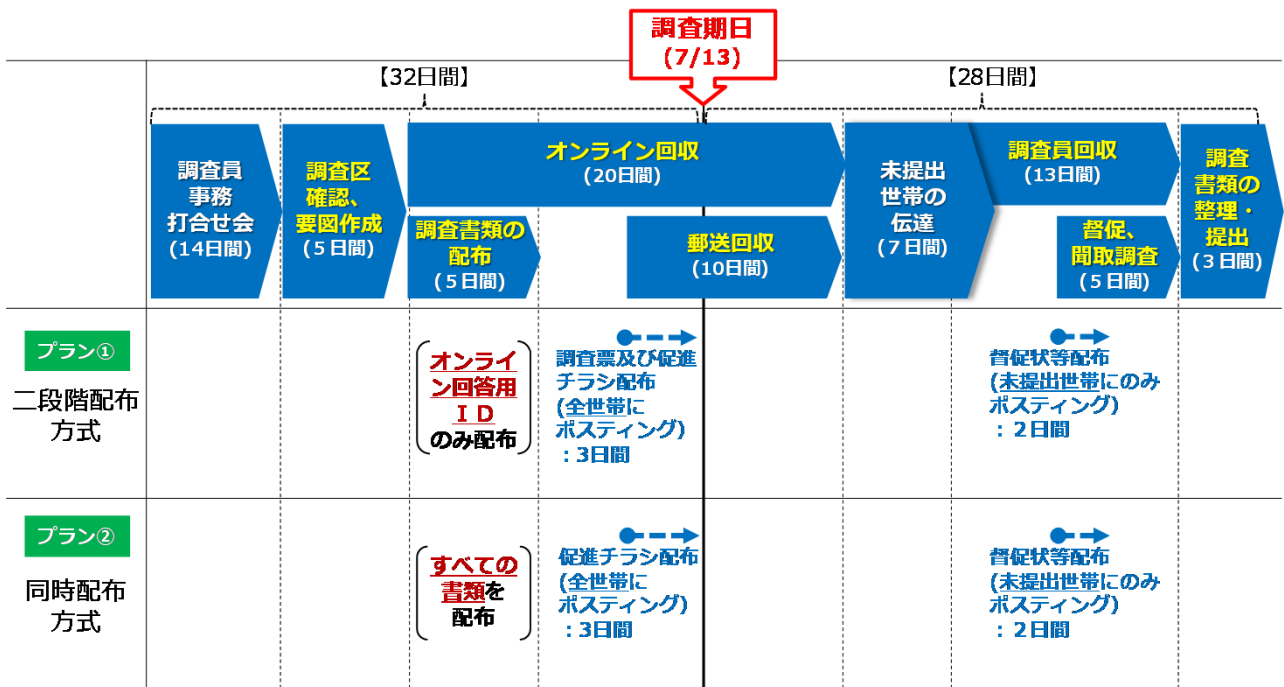 調査期日
(7/13)
【32日間】
【28日間】
調査員
事務
打合せ会
(14日間)
調査区
確認、
要図作成
(５日間)
オンライン回収
(20日間)
調査書類の
配布
(５日間)
郵送回収
(10日間)
未提出
世帯の
伝達
(７日間)
調査員回収
(13日間)
督促、
聞取調査
(５日間)
調査
書類の
整理・
提出
(３日間)
プラン①
二段階配布
方式
オンライ
ン回答用
ＩＤ
のみ配布
調査票及び促進
チラシ配布
(全世帯に
ポスティング)
：3日間
督促状等配布
(未提出世帯にのみ
ポスティング)
：２日間
プラン②
同時配布
方式
すべての
書類を
配布
促進チラシ配布
(全世帯に
ポスティング)
：3日間
督促状等配布
(未提出世帯にのみ
ポスティング)
：２日間